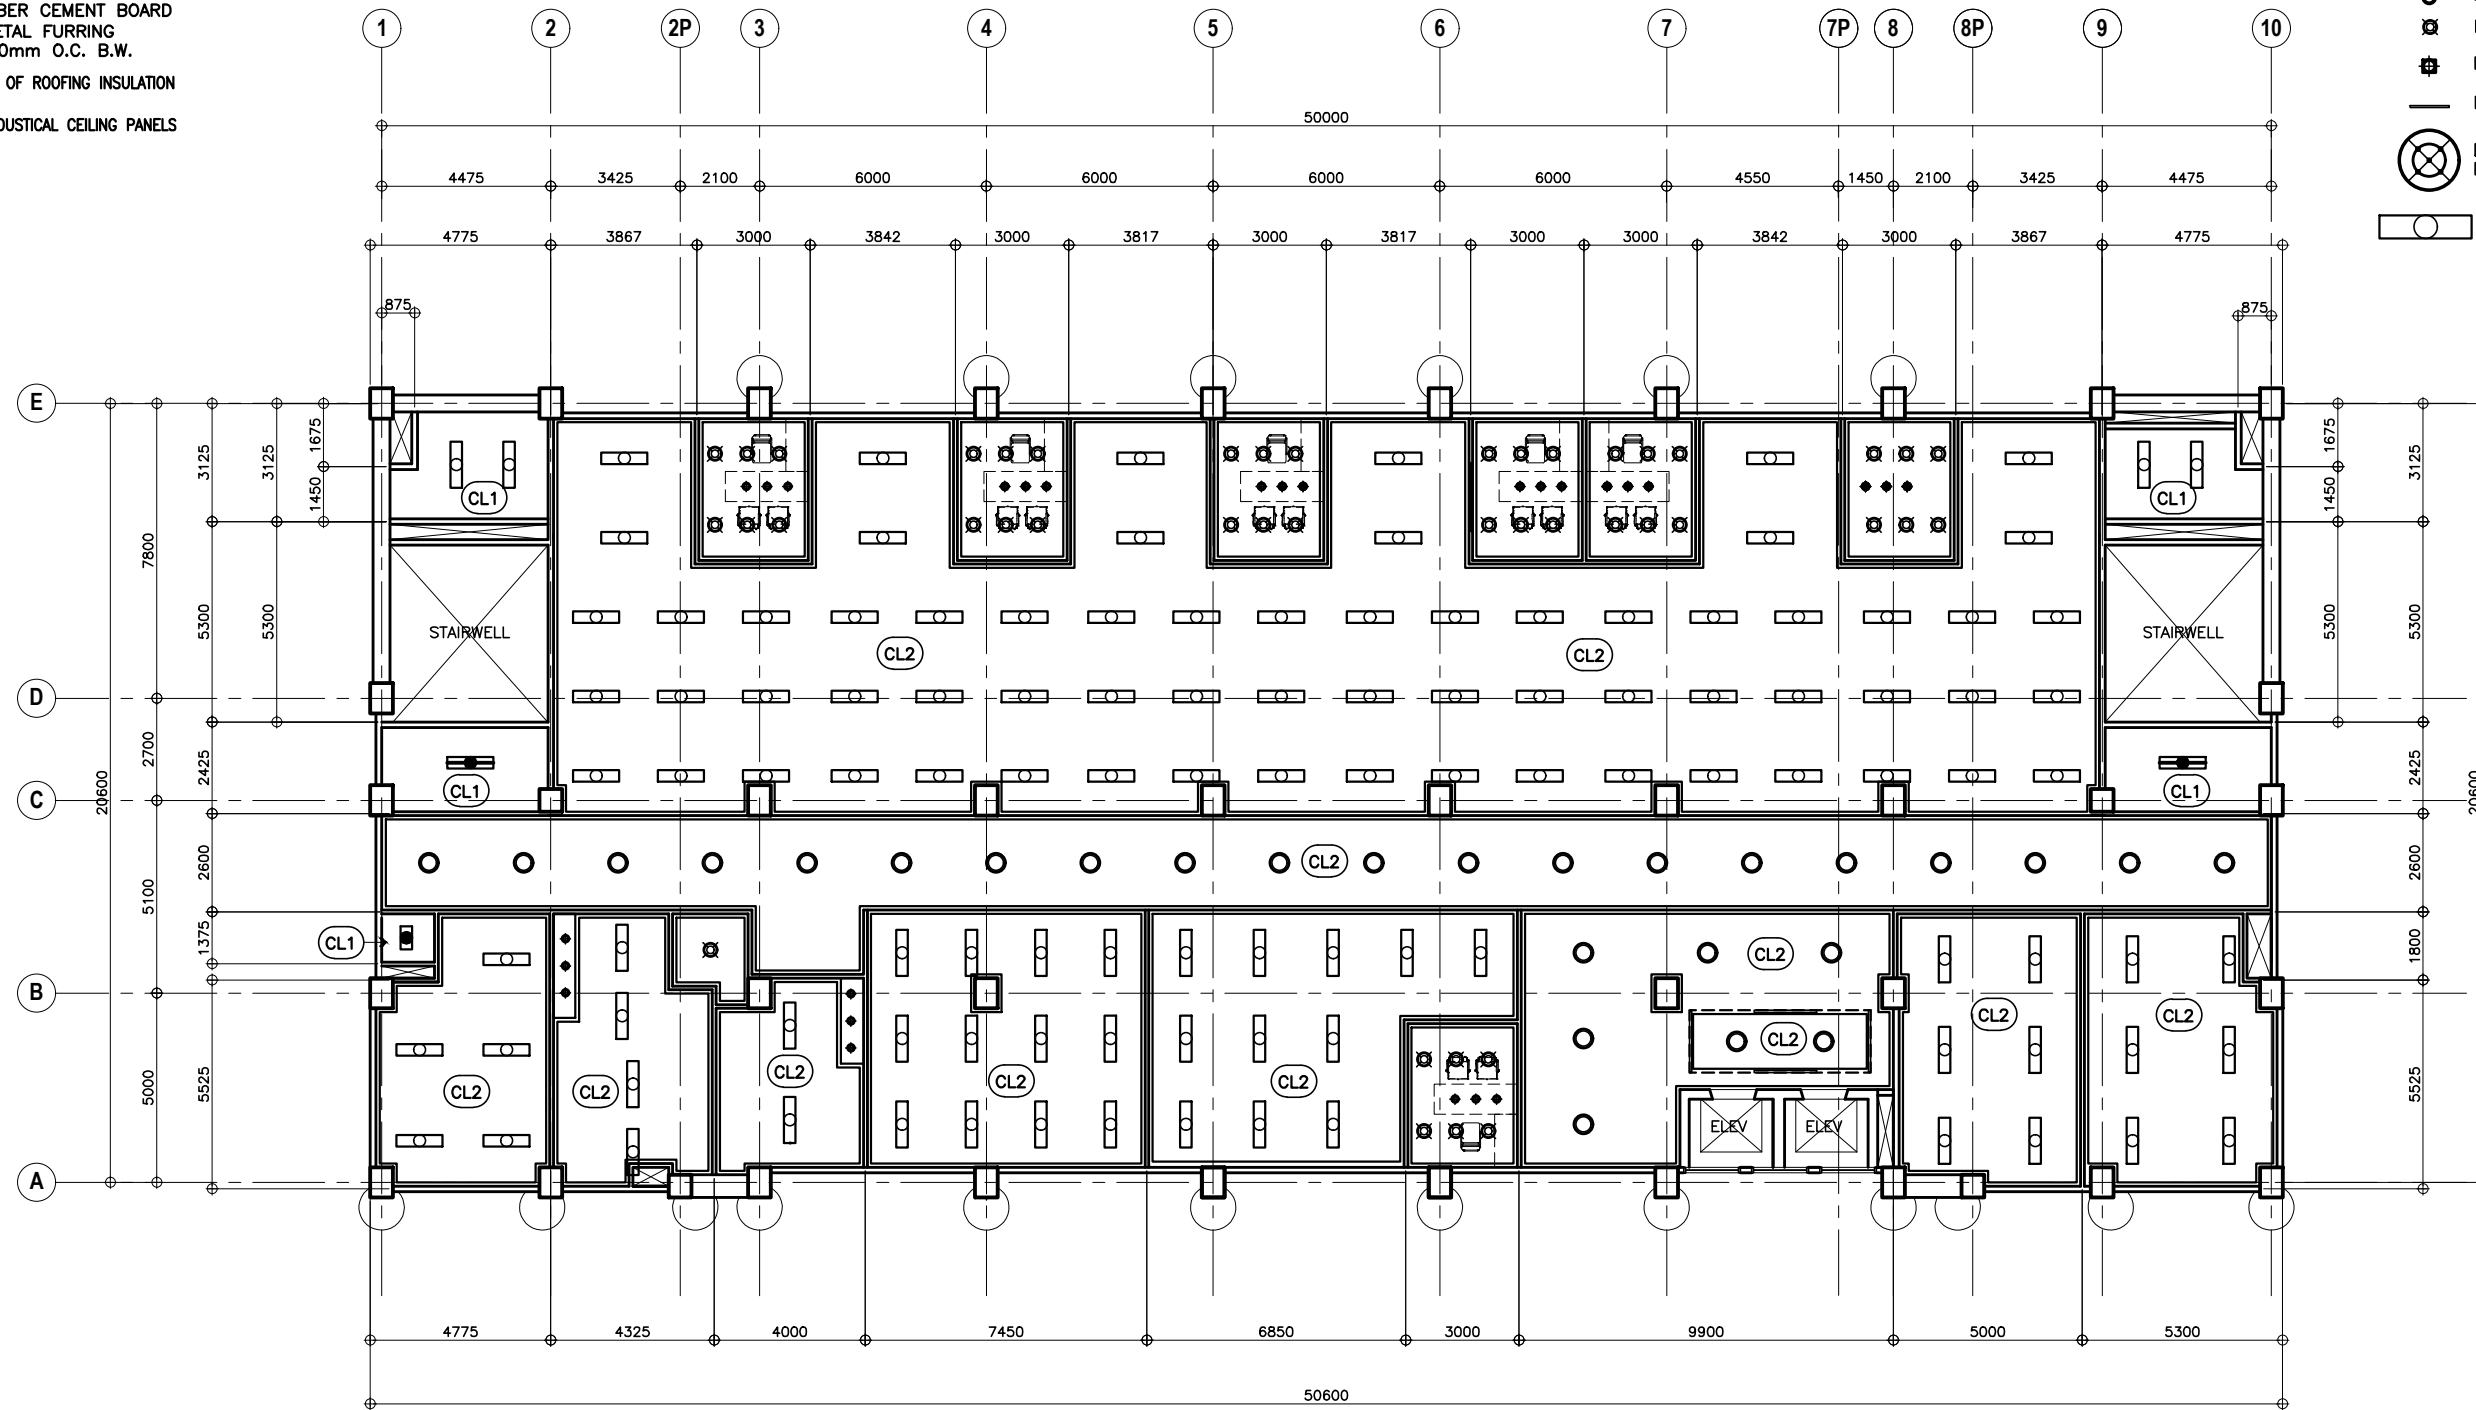 BER CEMENT BOARD
ETAL FURRING
0mm O.C. B.W.
OF ROOFING INSULATION
OUSTICAL CEILING PANELS
1 2 2P 3 4 5 6 7 7P 8 8P 9 10
50000
4475 3425 2100 6000 6000 6000 6000 4550 1450 2100 3425 4475
4775 3867 3000 3842 3000 3817 3000 3817 3000 3000 3842 3000 3867 4775
875 875
E
1675 1675
3125 3125 3125
1450 1450
CL1 CL1
7800
5300 5300 5300 5300
STAIRWELL STAIRWELL
CL2 CL2
D
2700 2425 2425
20600 20600
CL1 CL1
C
2600 2600
CL2
5100
1375 1800
CL1
CL2
B
CL2 CL2
CL2
5000 5525 5525
CL2 CL2 CL2 CL2 CL2
ELEV ELEV
A
4775 4325 4000 7450 6850 3000 9900 5000 5300
50600